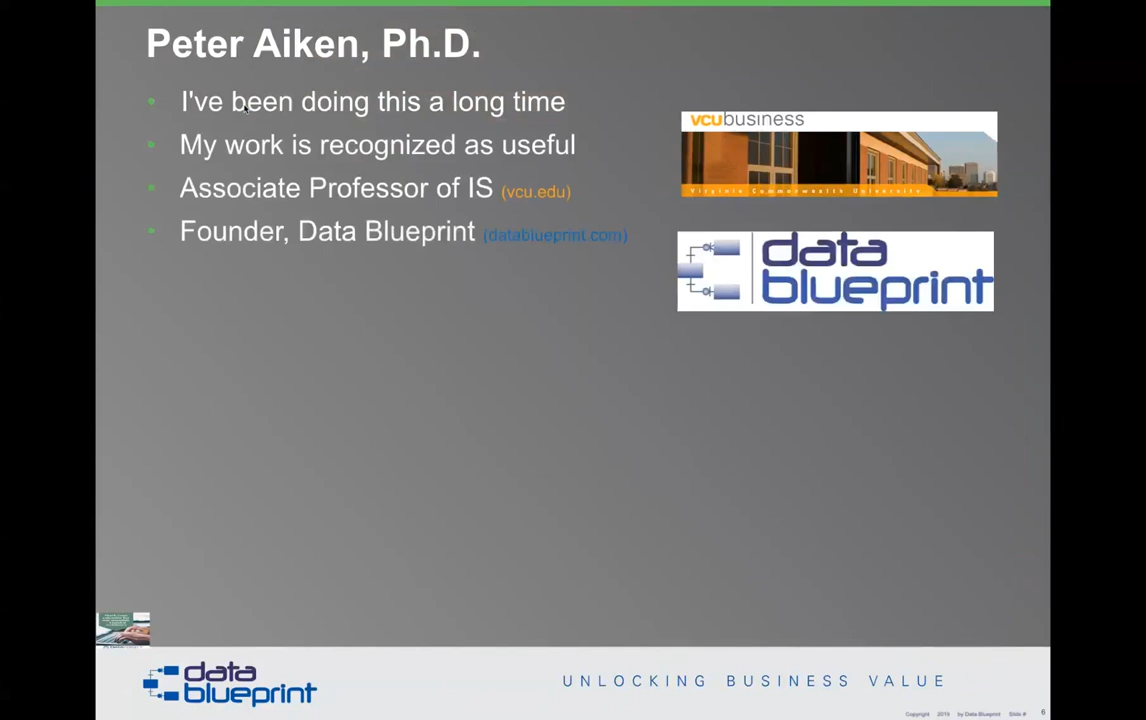 Peter Aiken, Ph.D.
• I've been doing this a long time
• My work is recognized as useful
• Associate Professor of IS (vcu.edu)
• Founder, Data Blueprint (datablueprint.com)
vcubusiness
Virginia Commonwealth University
data
blueprint
data
blueprint
UNLOCKING BUSINESS VALUE
Copyright 2019 by Data Blueprint Slide # 6